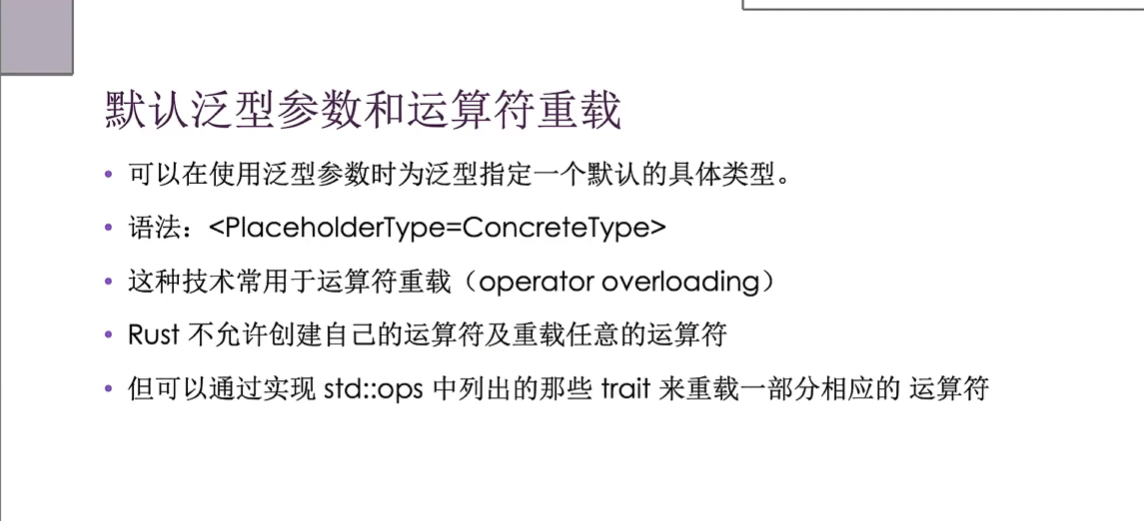 默认泛型参数和运算符重载
• 可以在使用泛型参数时为泛型指定一个默认的具体类型。
• 语法：<PlaceholderType=ConcreteType>
• 这种技术常用于运算符重载（operator overloading）
• Rust 不允许创建自己的运算符及重载任意的运算符
• 但可以通过实现 std::ops 中列出的那些 trait 来重载一部分相应的 运算符